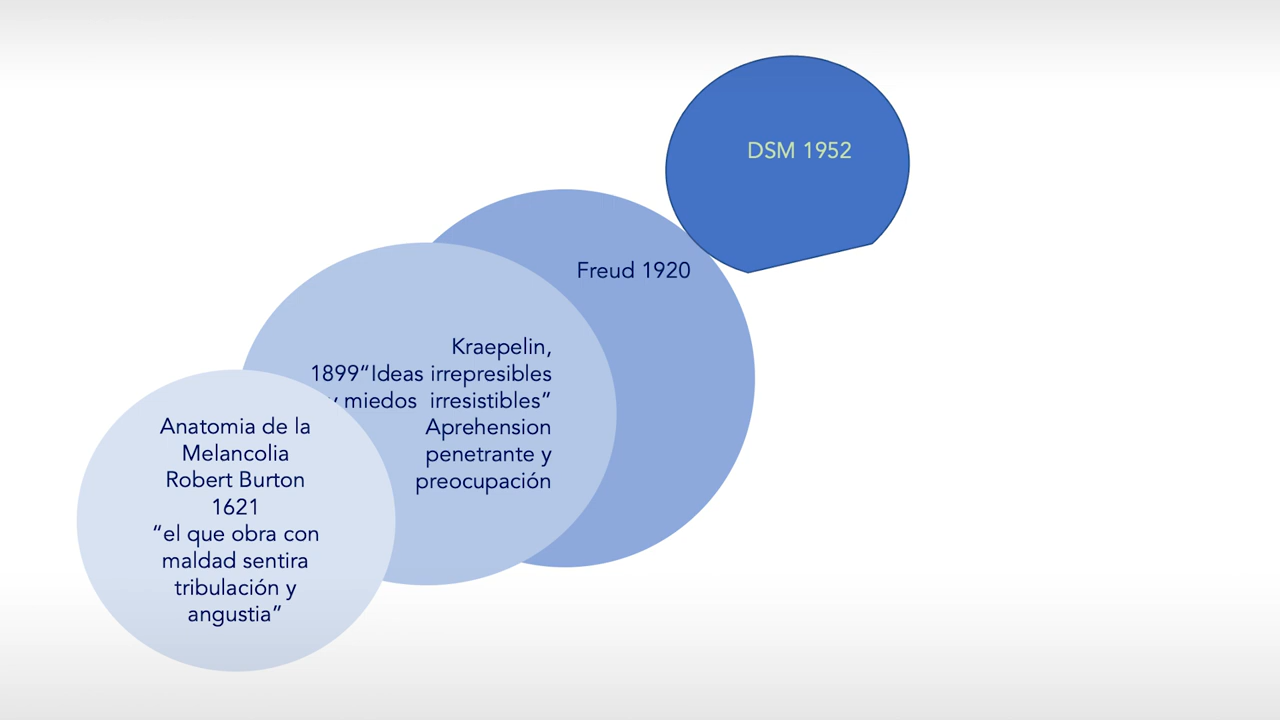 DSM 1952
Freud 1920
Kraepelin,
1899“Ideas irrepresibles
y miedos  irresistibles”
Aprehension
penetrante y
preocupación
Anatomia de la
Melancolia
Robert Burton
1621
“el que obra con
maldad sentira
tribulación y
angustia”